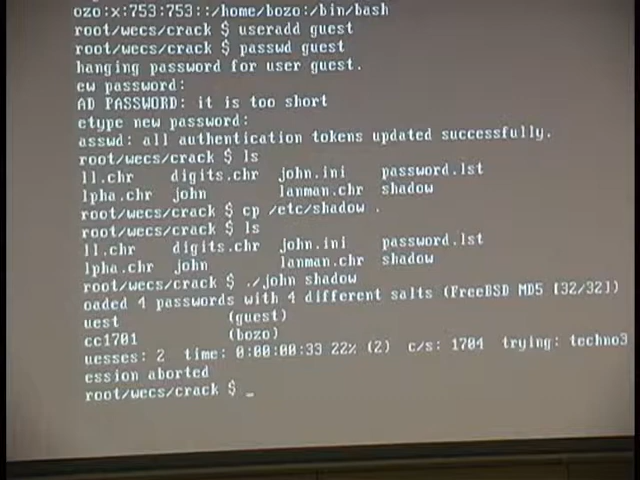 ozo:x:753:753::/home/bozo:/bin/bash
root/wecs/crack $ useradd guest
root/wecs/crack $ passwd guest
hanging password for user guest.
ew password:
AD PASSWORD: it is too short
etype new password:
asswd: all authentication tokens updated successfully.
root/wecs/crack $ ls
ll.chr digits.chr john.ini password.lst
lpha.chr john lanman.chr shadow
root/wecs/crack $ cp /etc/shadow .
root/wecs/crack $ ls
ll.chr digits.chr john.ini password.lst
lpha.chr john lanman.chr shadow
root/wecs/crack $ ./john shadow
oaded 4 passwords with 4 different salts (FreeBSD MD5 [32/32])
uest (guest)
cc1701 (bozo)
uesses: 2 time: 0:00:00:33 22% (2) c/s: 1704 trying: techno3
ession aborted
root/wecs/crack $ _